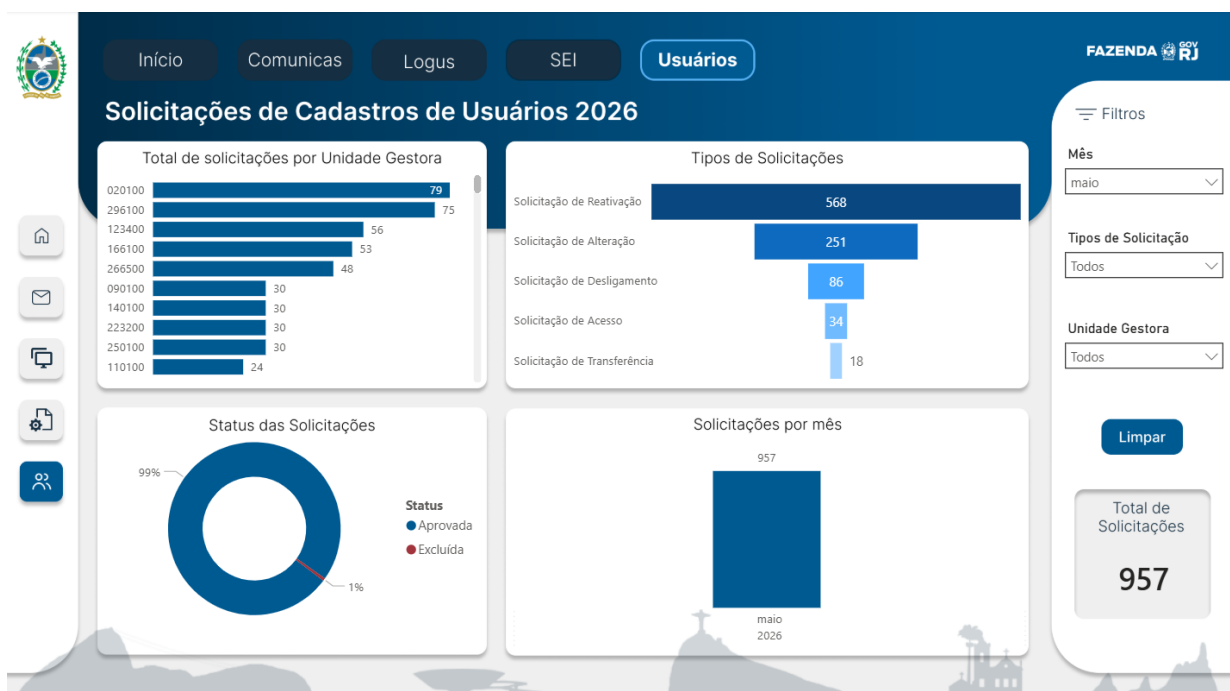 Início
Comunicas
Logus
SEI
Usuários
FAZENDA GOV RJ
Solicitações de Cadastros de Usuários 2026
Filtros
Mês
maio
Tipos de Solicitação
Todos
Unidade Gestora
Todos
Limpar
Total de
Solicitações
957
Total de solicitações por Unidade Gestora
020100 79
296100 75
123400 56
166100 53
266500 48
090100 30
140100 30
223200 30
250100 30
110100 24
Tipos de Solicitações
Solicitação de Reativação 568
Solicitação de Alteração 251
Solicitação de Desligamento 86
Solicitação de Acesso 34
Solicitação de Transferência 18
Status das Solicitações
99%
1%
Status
Aprovada
Excluída
Solicitações por mês
957
maio
2026